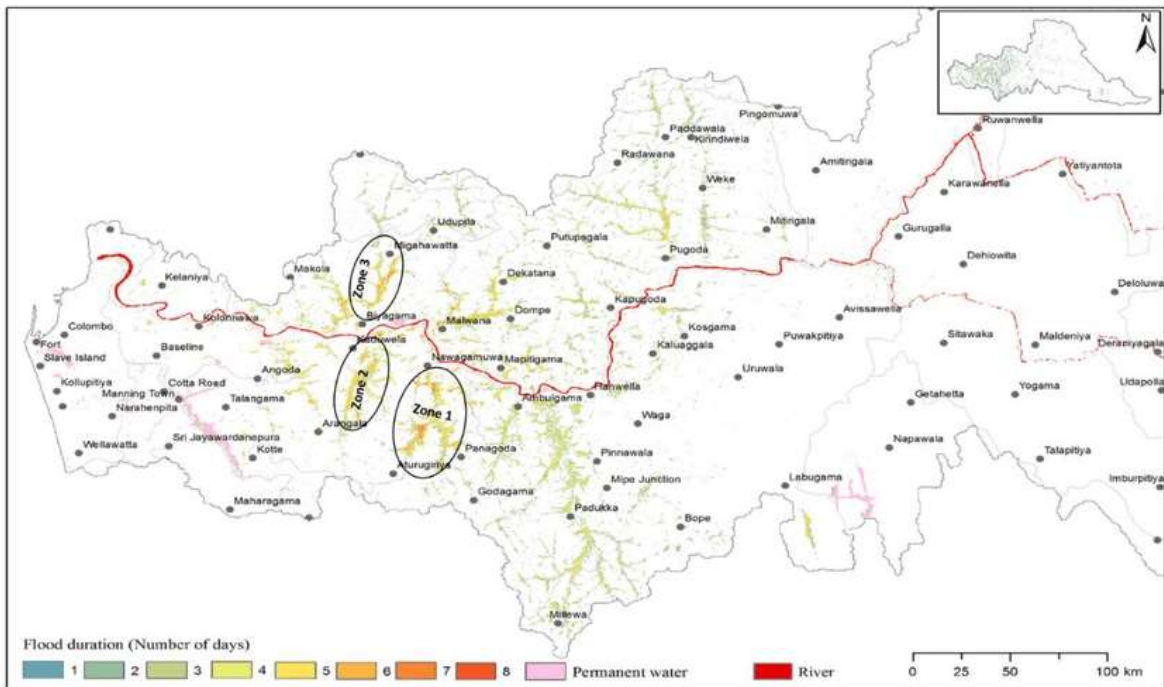 N
Pingomuwa
Ruwanwella
Paddawala
Kirindiwela
Radawana
Amitirigala
Yatiyantota
Weke
Karawanella
Udupila
Mitirigala
Gurugalla
Putupagala
Migahawatta
Pugoda
Dehiowita
Makola
Zone 3
Dekatana
Kelaniya
Deloluwa
Kapugoda
Dompe
Avissawella
Biyagama
Kolonnawa
Malwana
Colombo
Kosgama
Puwakpitiya
Sitawaka
Maldeniya
Fort
Baseline
Kaduwela
Kaluaggala
Deraniyagala
Slave Island
Nawagamuwa
Mapitigama
Angoda
Uruwala
Kollupitiya
Cotta Road
Zone 2
Hanwella
Yogama
Udapolla
Manning Town
Talangama
Ambulgama
Getahetta
Narahenpita
Zone 1
Waga
Arangala
Sri Jayawardanepura
Napawala
Wellawatta
Kotte
Panagoda
Pinnawala
Talapitiya
Aturugiriya
Labugama
Mipe Junction
Imburpitiya
Maharagama
Godagama
Padukka
Bope
Millewa
Flood duration (Number of days)
1 2 3 4 5 6 7 8 Permanent water River
0 25 50 100 km